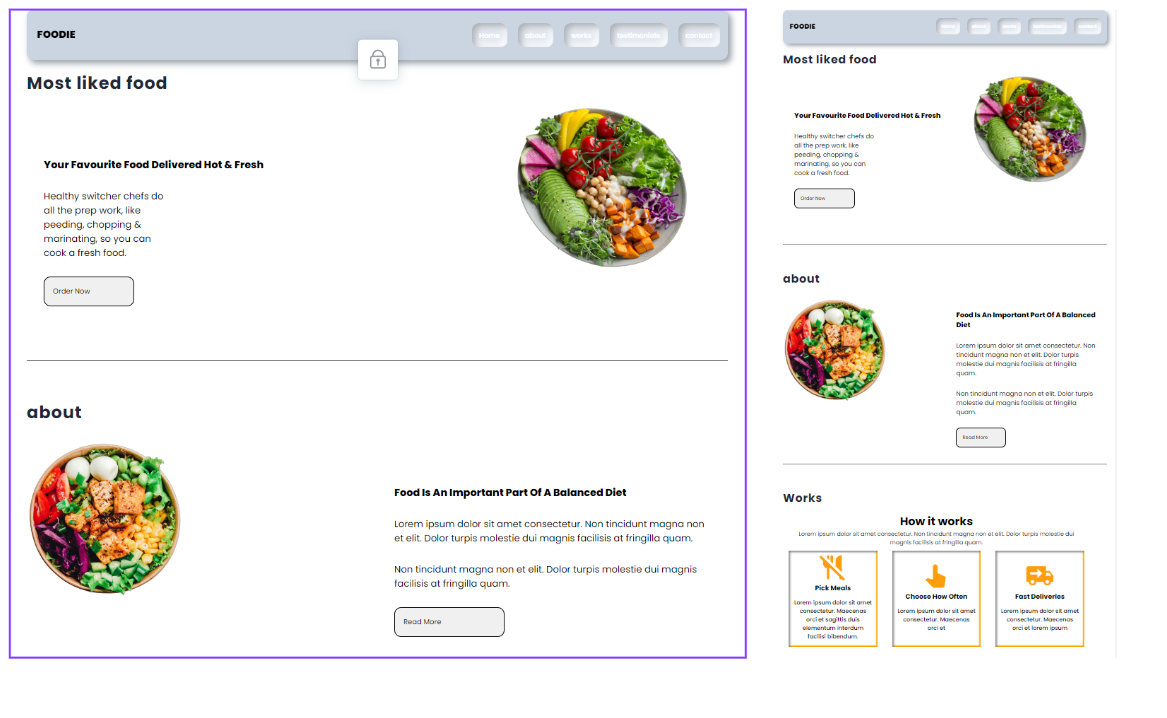 FOODIE
Home
about
works
testimonials
contact
Most liked food
Your Favourite Food Delivered Hot & Fresh
Healthy switcher chefs do
all the prep work, like
peeding, chopping &
marinating, so you can
cook a fresh food.
Order Now
about
Food Is An Important Part Of A Balanced Diet
Lorem ipsum dolor sit amet consectetur. Non tincidunt magna non
et elit. Dolor turpis molestie dui magnis facilisis at fringilla quam.
Non tincidunt magna non et elit. Dolor turpis molestie dui magnis
facilisis at fringilla quam.
Read More
FOODIE
Home
about
works
testimonials
contact
Most liked food
Your Favourite Food Delivered Hot & Fresh
Healthy switcher chefs do
all the prep work, like
peeding, chopping &
marinating, so you can
cook a fresh food.
Order Now
about
Food Is An Important Part Of A Balanced
Diet
Lorem ipsum dolor sit amet consectetur. Non
tincidunt magna non et elit. Dolor turpis
molestie dui magnis facilisis at fringilla
quam.
Non tincidunt magna non et elit. Dolor turpis
molestie dui magnis facilisis at fringilla
quam.
Read More
Works
How it works
Lorem ipsum dolor sit amet consectetur. Non tincidunt magna non et elit. Dolor turpis molestie dui
magnis facilisis at fringilla quam.
Pick Meals
Lorem ipsum dolor sit amet
consectetur. Maecenas
orci et sagittis duis
elementum interdum
facilisi bibendum.
Choose How Often
Lorem ipsum dolor sit amet
consectetur. Maecenas
orci et
Fast Deliveries
Lorem ipsum dolor sit amet
consectetur. Maecenas
orci et lorem ipsum